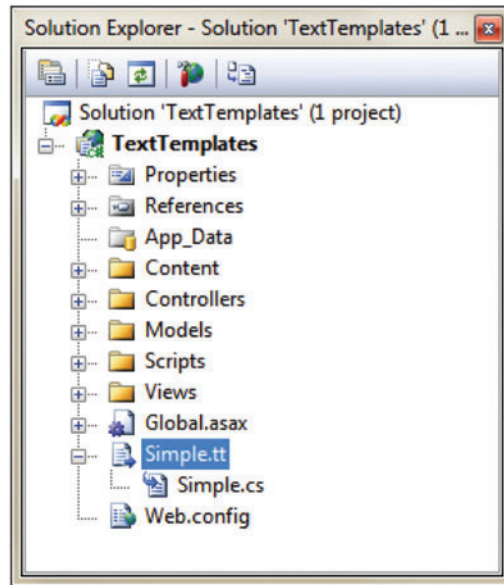 Solution Explorer - Solution 'TextTemplates' (1 ...
Solution 'TextTemplates' (1 project)
TextTemplates
Properties
References
App_Data
Content
Controllers
Models
Scripts
Views
Global.asax
Simple.tt
Simple.cs
Web.config